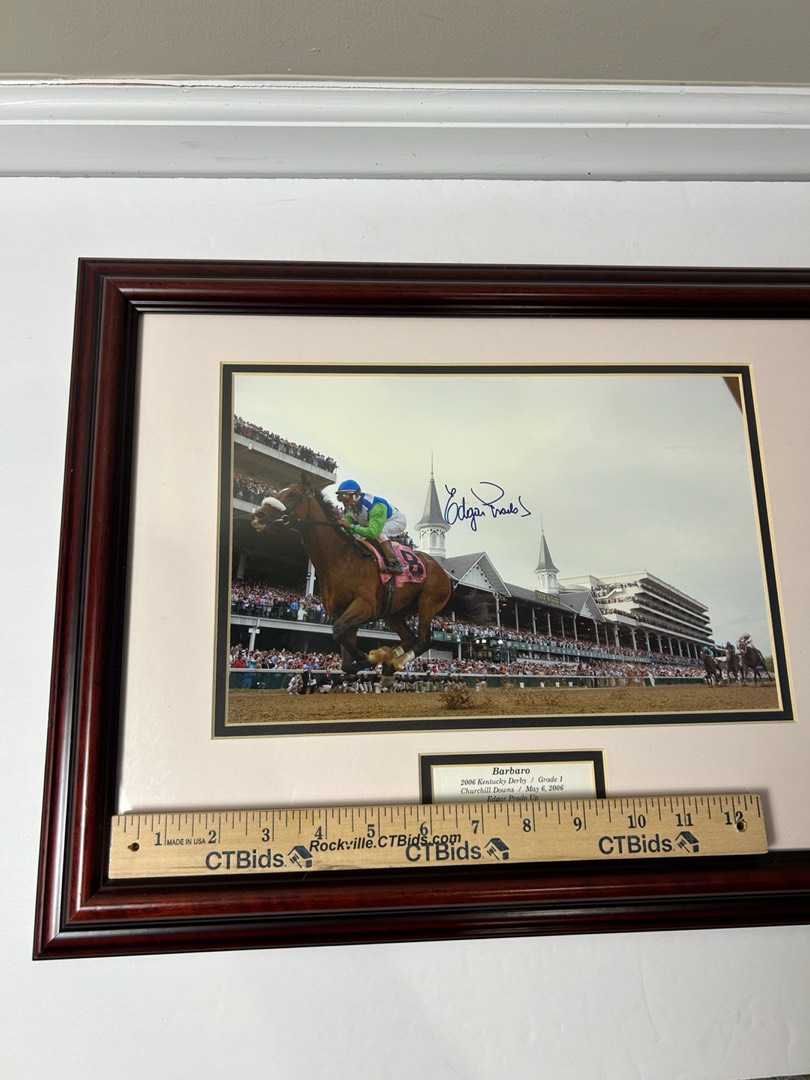 Edgar Prado
8
Barbaro
2006 Kentucky Derby / Grade 1
Churchill Downs / May 6, 2006
Edgar Prado Up
1 MADE IN USA 2 3 4 5 6 7 8 9 10 11 12
Rockville.CTBids.com
CTBids CTBids CTBids